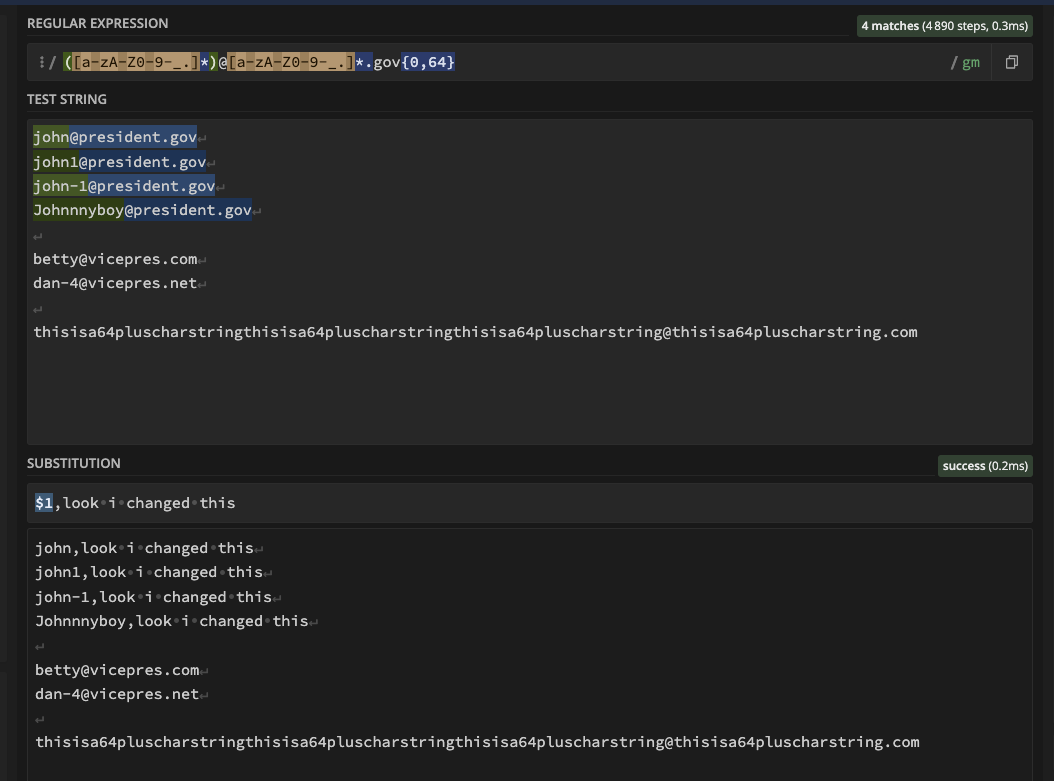 REGULAR EXPRESSION
4 matches (4 890 steps, 0.3ms)
/ ([a-zA-Z0-9-_.]*)@[a-zA-Z0-9-_.]*.gov{0,64} / gm
TEST STRING
john@president.gov↵
john1@president.gov↵
john-1@president.gov↵
Johnnnyboy@president.gov↵
↵
betty@vicepres.com↵
dan-4@vicepres.net↵
↵
thisisa64pluscharstringthisisa64pluscharstringthisisa64pluscharstring@thisisa64pluscharstring.com
SUBSTITUTION
success (0.2ms)
$1,look·i·changed·this
john,look·i·changed·this↵
john1,look·i·changed·this↵
john-1,look·i·changed·this↵
Johnnnyboy,look·i·changed·this↵
↵
betty@vicepres.com↵
dan-4@vicepres.net↵
↵
thisisa64pluscharstringthisisa64pluscharstringthisisa64pluscharstring@thisisa64pluscharstring.com